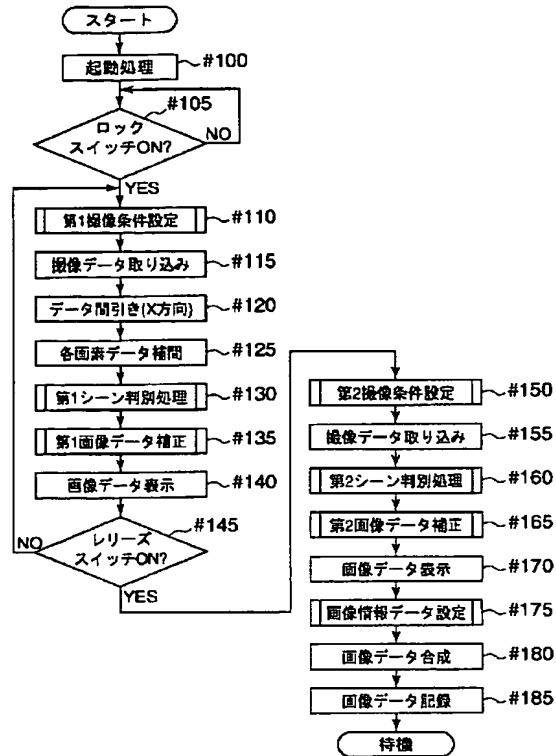 スタート
起動処理 #100
#105
ロック
スイッチON?
NO
YES
第1撮像条件設定 #110
撮像データ取り込み #115
データ間引き(X方向) #120
各画素データ補間 #125
第1シーン判別処理 #130
第1画像データ補正 #135
画像データ表示 #140
#145
NO
レリーズ
スイッチON?
YES
第2撮像条件設定 #150
撮像データ取り込み #155
第2シーン判別処理 #160
第2画像データ補正 #165
画像データ表示 #170
画像情報データ設定 #175
画像データ合成 #180
画像データ記録 #185
待機